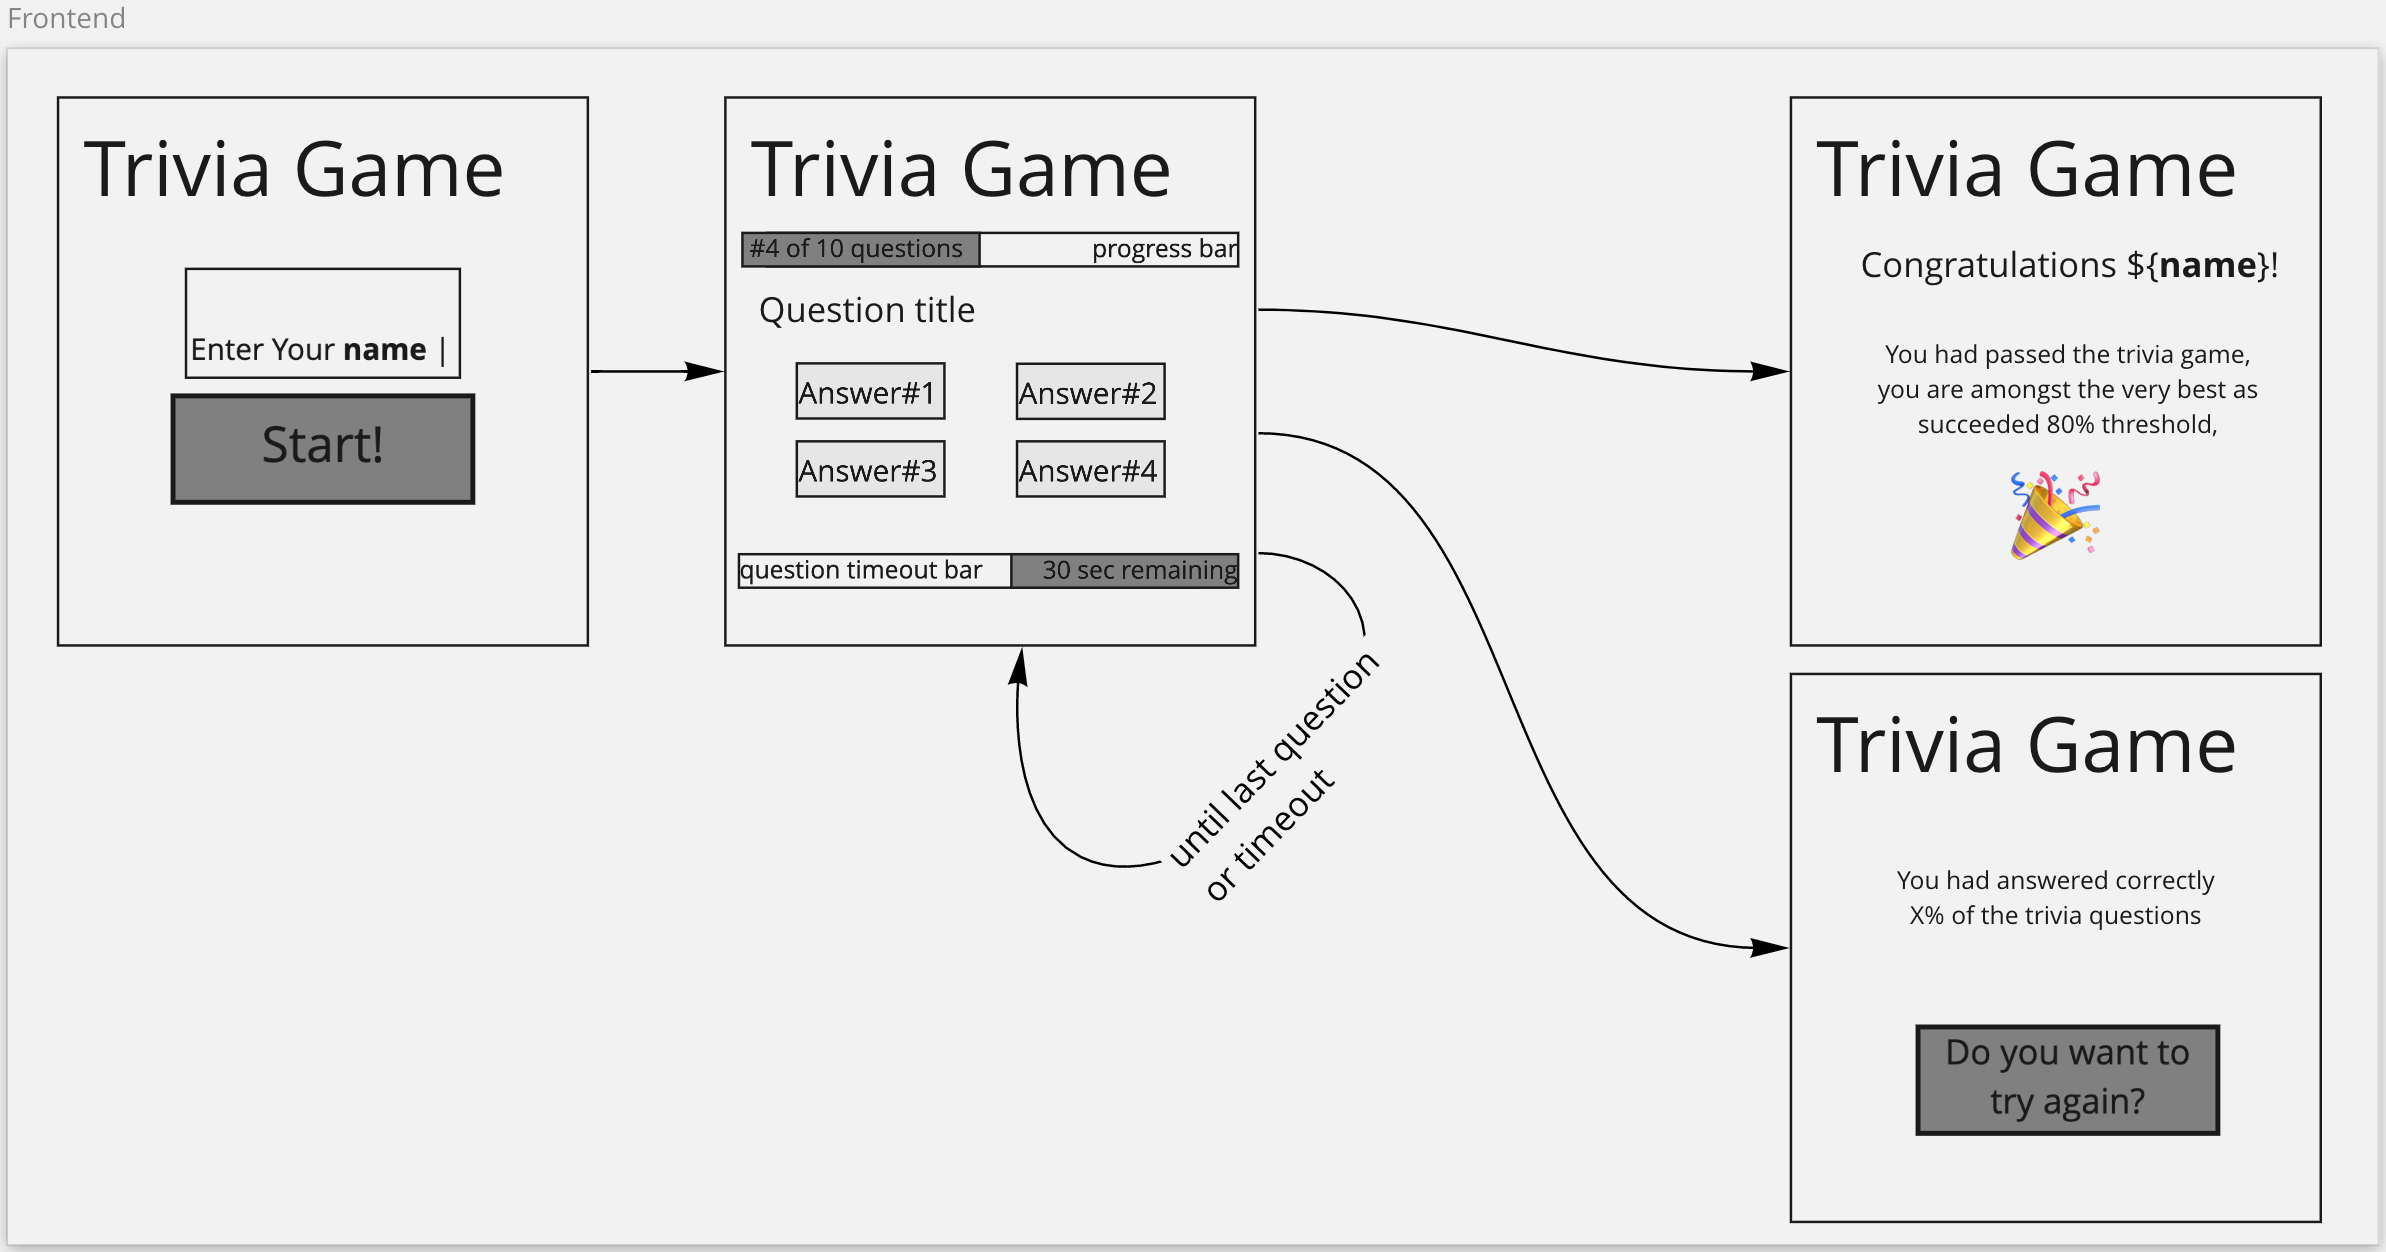 Frontend
Trivia Game
Enter Your name |
Start!
Trivia Game
#4 of 10 questions progress bar
Question title
Answer#1 Answer#2
Answer#3 Answer#4
question timeout bar 30 sec remaining
until last question
or timeout
Trivia Game
Congratulations ${name}!
You had passed the trivia game,
you are amongst the very best as
succeeded 80% threshold,
Trivia Game
You had answered correctly
X% of the trivia questions
Do you want to
try again?